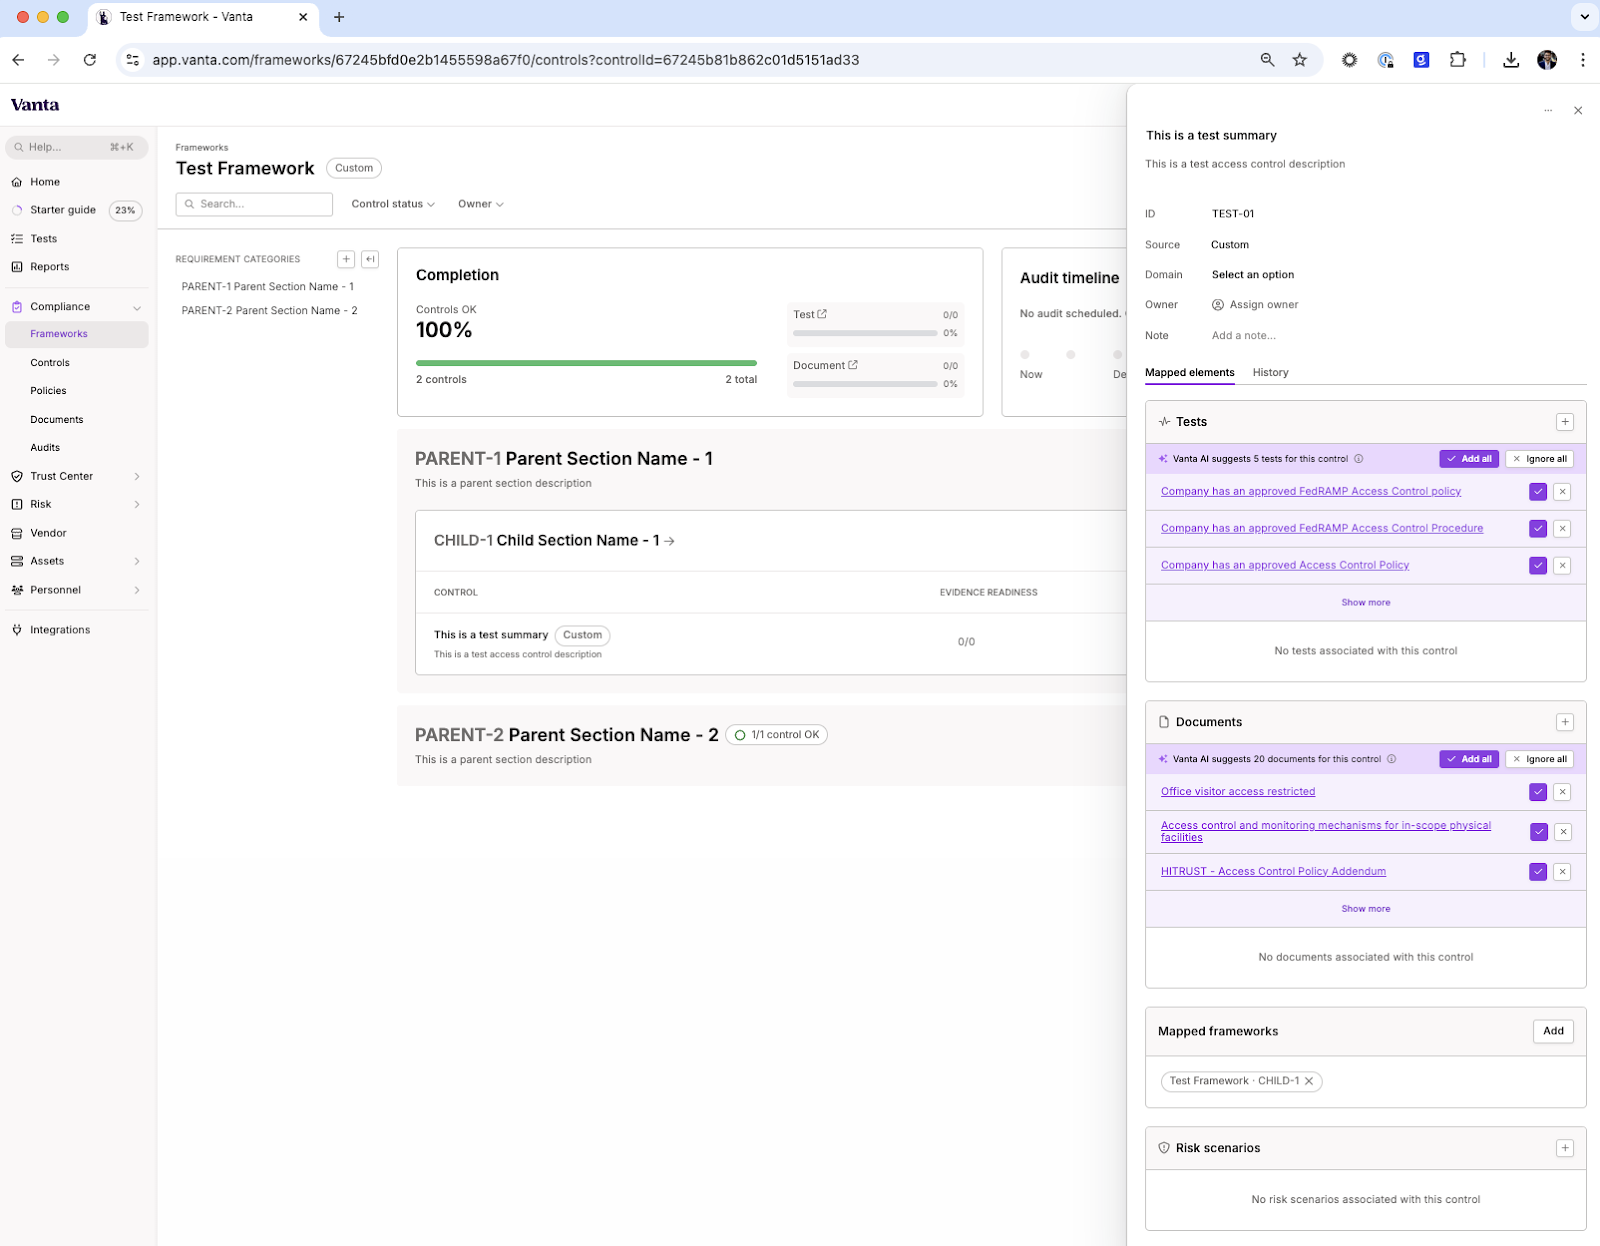 Test Framework - Vanta
app.vanta.com/frameworks/67245bfd0e2b1455598a67f0/controls?controlId=67245b81b862c01d5151ad33
Vanta
Help...
⌘+K
Home
Starter guide
23%
Tests
Reports
Compliance
Frameworks
Controls
Policies
Documents
Audits
Trust Center
Risk
Vendor
Assets
Personnel
Integrations
Frameworks
Test Framework
Custom
Search...
Control status
Owner
REQUIREMENT CATEGORIES
PARENT-1 Parent Section Name - 1
PARENT-2 Parent Section Name - 2
Completion
Controls OK
100%
2 controls
2 total
Test
0/0
0%
Document
0/0
0%
Audit timeline
No audit scheduled.
Now
De
PARENT-1 Parent Section Name - 1
This is a parent section description
CHILD-1 Child Section Name - 1
CONTROL
EVIDENCE READINESS
This is a test summary
Custom
This is a test access control description
0/0
PARENT-2 Parent Section Name - 2
1/1 control OK
This is a parent section description
This is a test summary
This is a test access control description
ID
TEST-01
Source
Custom
Domain
Select an option
Owner
Assign owner
Note
Add a note...
Mapped elements
History
Tests
Vanta AI suggests 5 tests for this control
Add all
Ignore all
Company has an approved FedRAMP Access Control policy
Company has an approved FedRAMP Access Control Procedure
Company has an approved Access Control Policy
Show more
No tests associated with this control
Documents
Vanta AI suggests 20 documents for this control
Add all
Ignore all
Office visitor access restricted
Access control and monitoring mechanisms for in-scope physical
facilities
HITRUST - Access Control Policy Addendum
Show more
No documents associated with this control
Mapped frameworks
Add
Test Framework · CHILD-1
Risk scenarios
No risk scenarios associated with this control